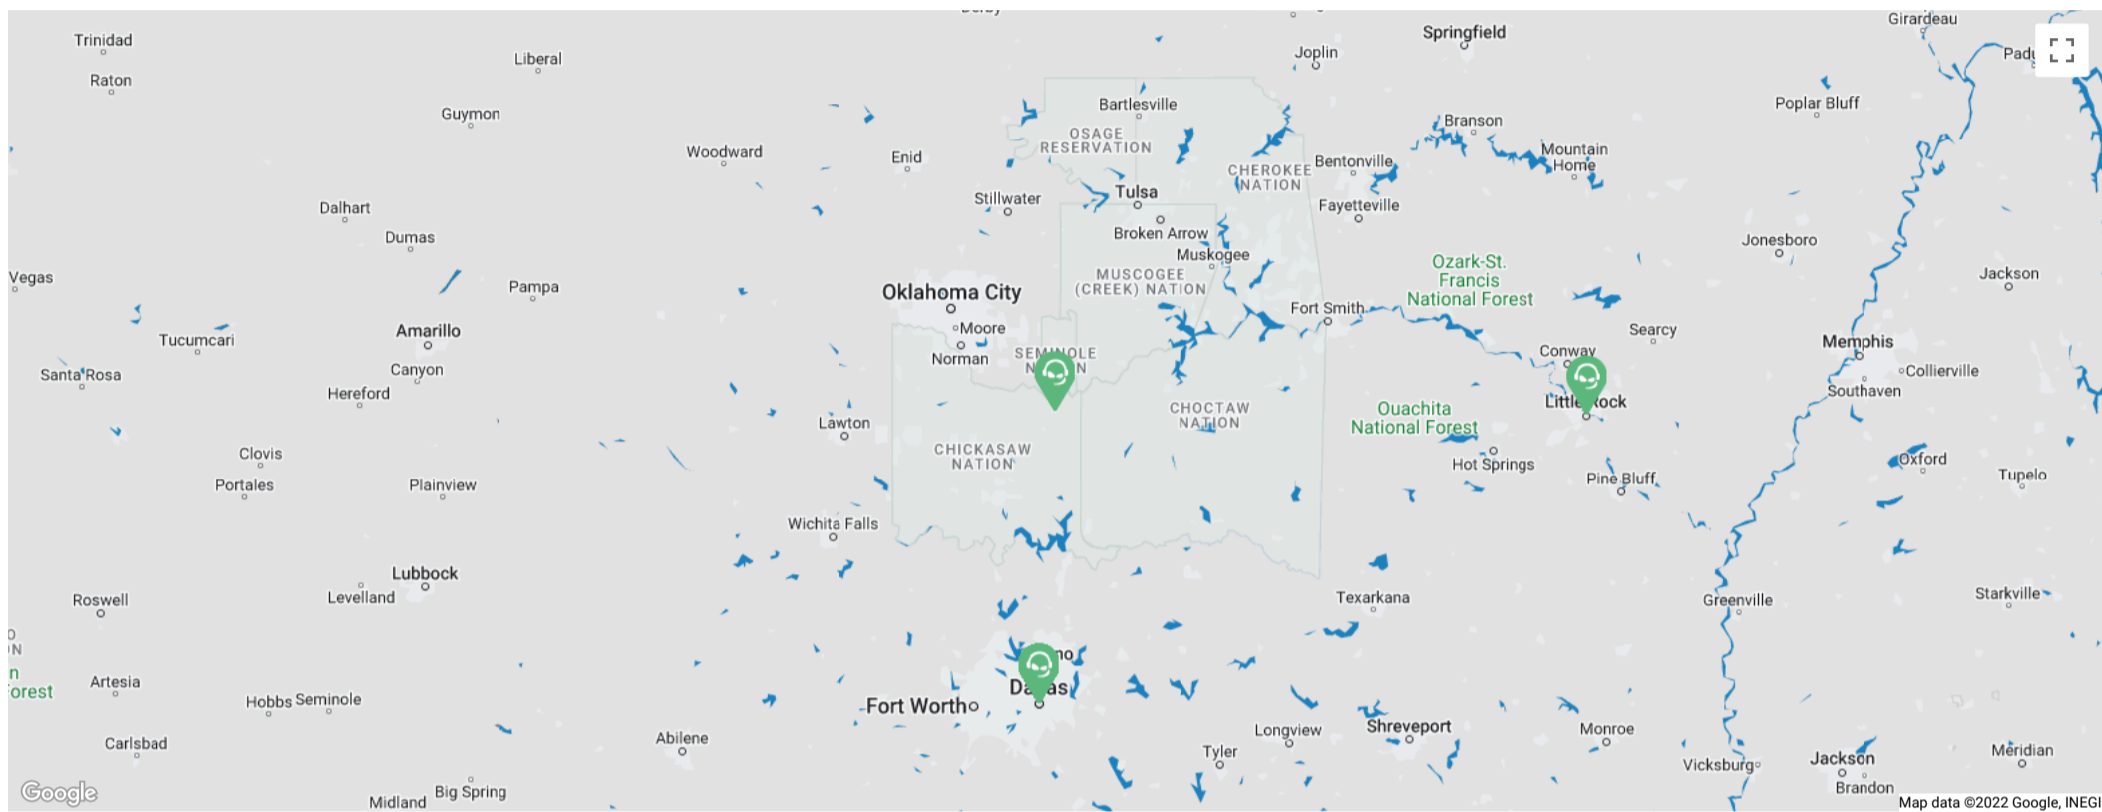 Girardeau
Trinidad
Springfield
Joplin
Liberal
Raton
Bartlesville
Poplar Bluff
Guymon
Branson
OSAGE
RESERVATION
Woodward
Enid
Mountain
Home
Bentonville
CHEROKEE
NATION
Tulsa
Stillwater
Fayetteville
Dalhart
Broken Arrow
Dumas
Jonesboro
Muskogee
Ozark-St.
Francis
National Forest
MUSCOGEE
(CREEK) NATION
Vegas
Jackson
Pampa
Oklahoma City
Fort Smith
Moore
Amarillo
Searcy
Tucumcari
Memphis
Norman
SEMINOLE
Conway
Canyon
Collierville
Santa Rosa
Southaven
Hereford
Little Rock
CHOCTAW
NATION
Ouachita
National Forest
Lawton
CHICKASAW
NATION
Clovis
Oxford
Hot Springs
Tupelo
Portales
Plainview
Pine Bluff
Wichita Falls
Lubbock
Levelland
Roswell
Texarkana
Greenville
Starkville
Artesia
Dallas
Hobbs
Seminole
Fort Worth
Shreveport
Longview
Monroe
Abilene
Carlsbad
Tyler
Meridian
Jackson
Vicksburg
Brandon
Big Spring
Midland
Google
Map data ©2022 Google, INEGI